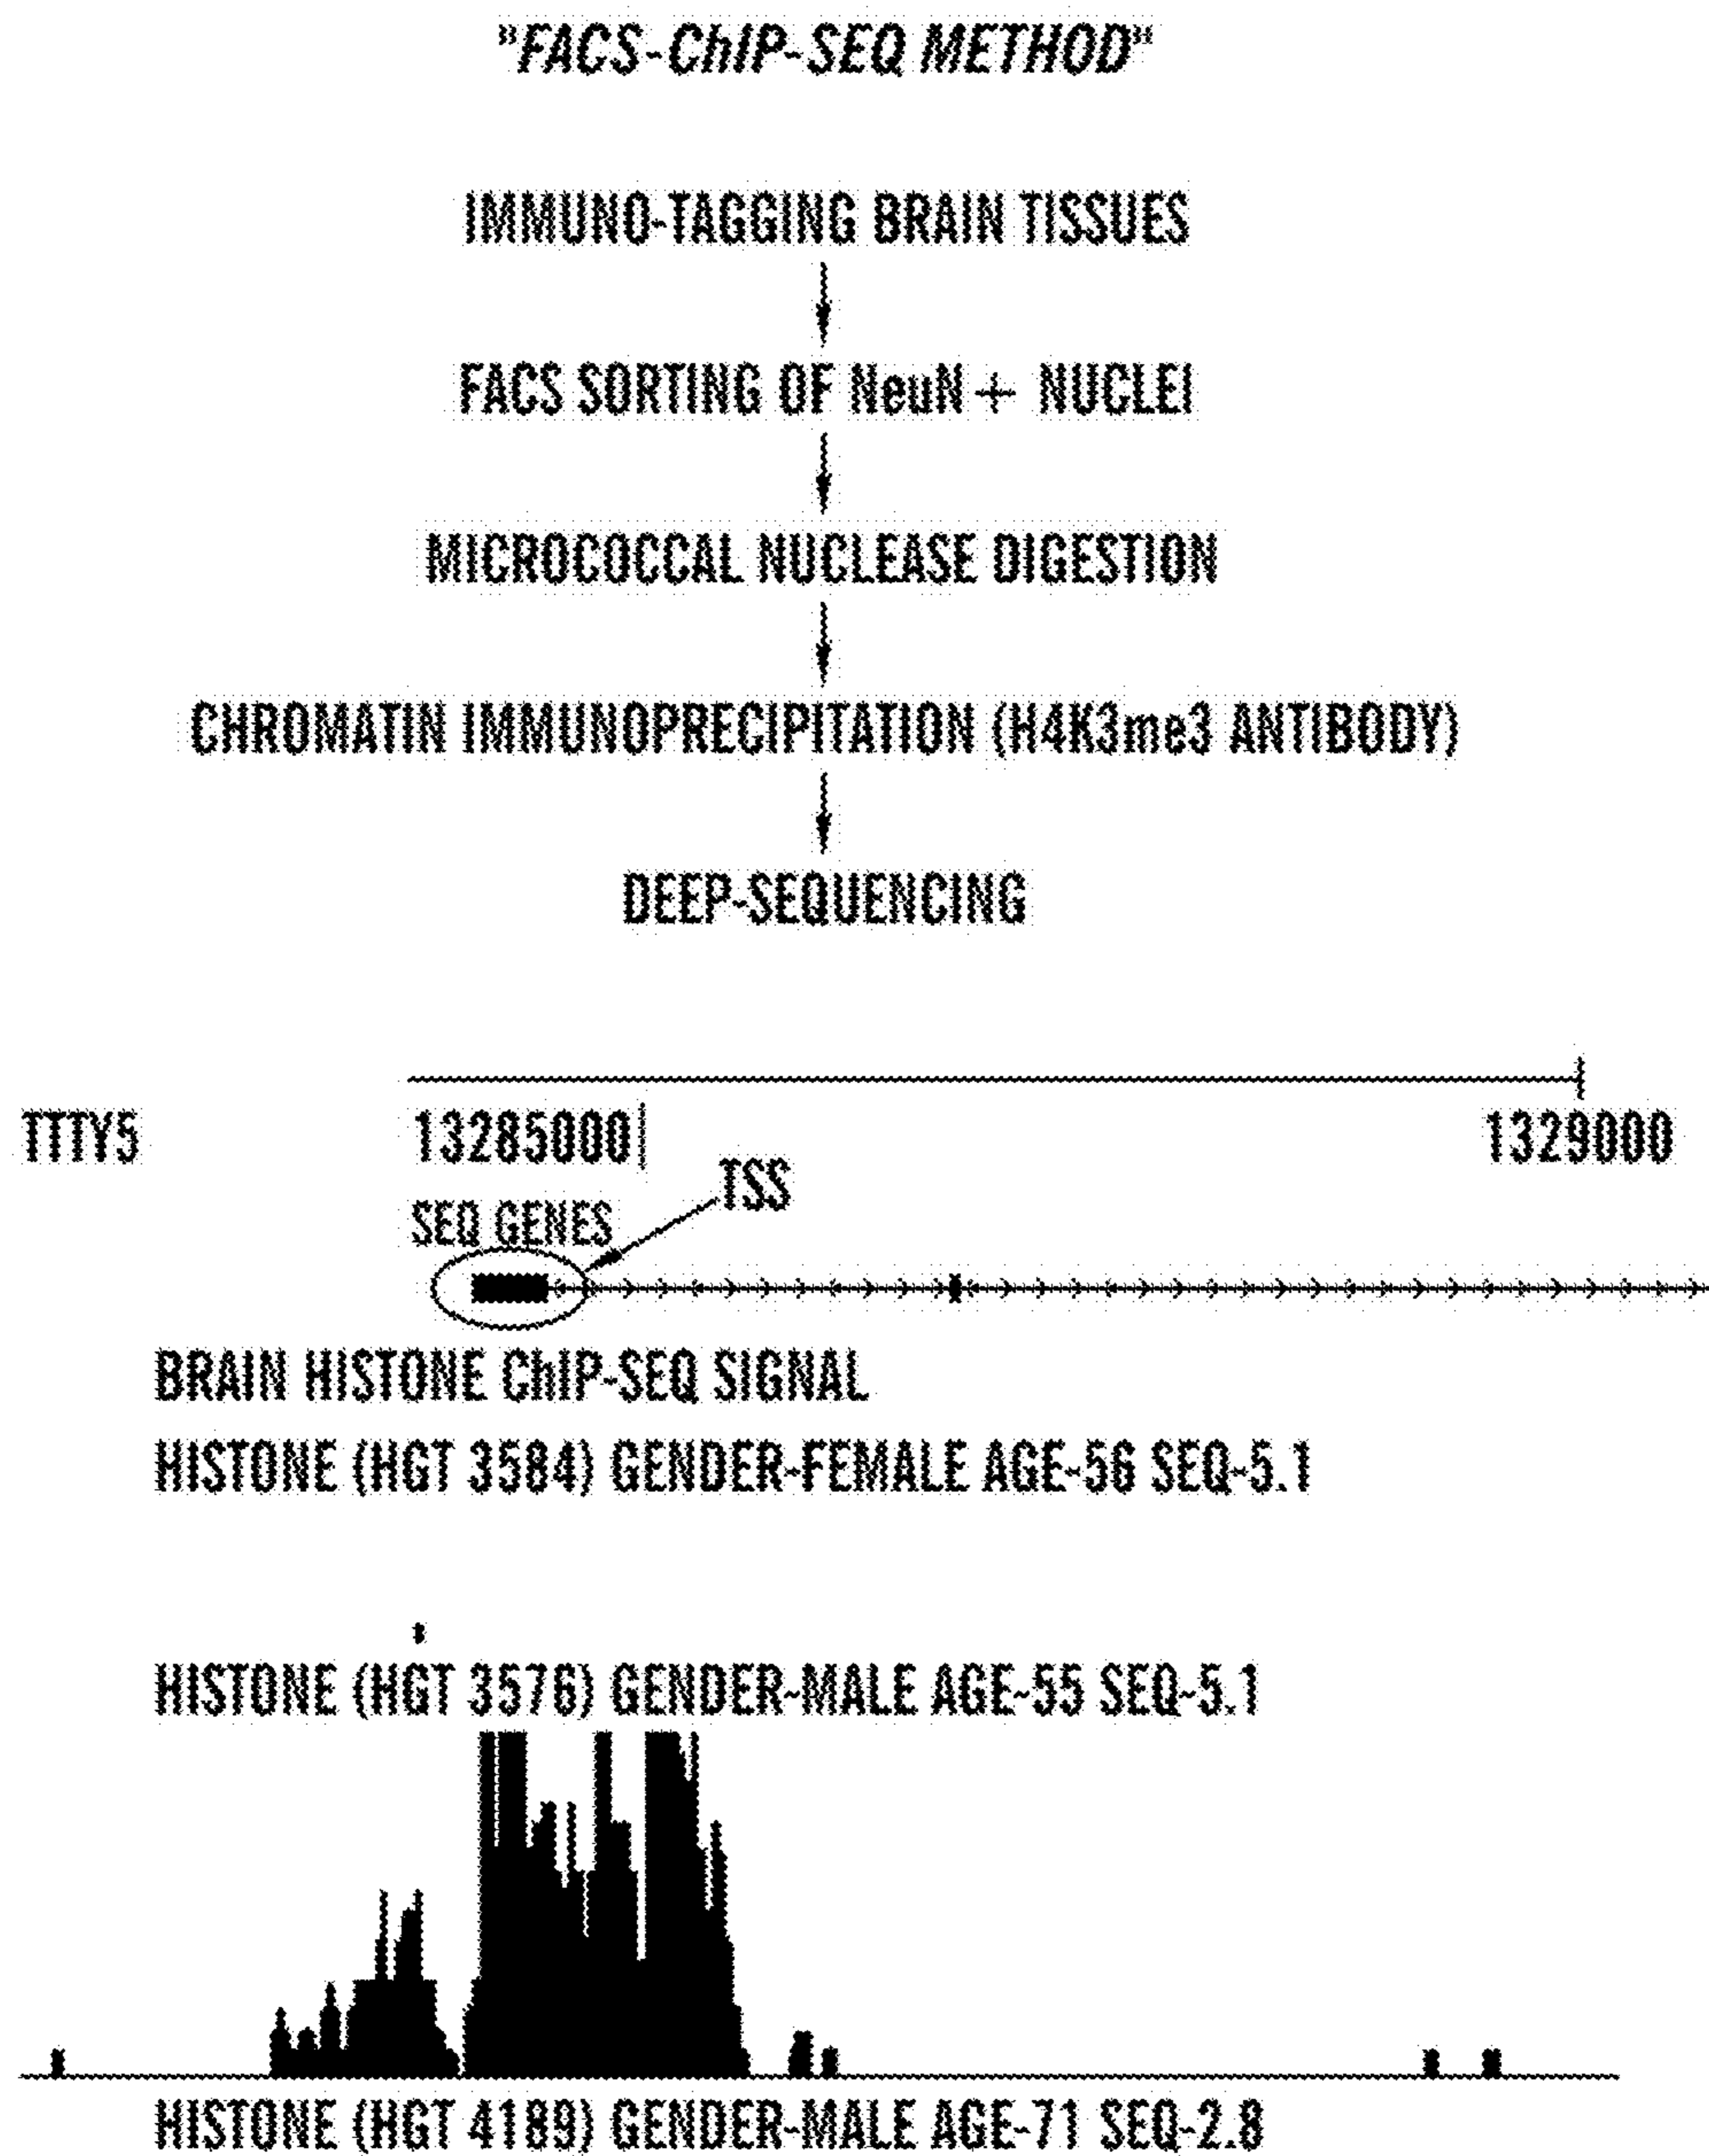 "FACS-ChIP-SEQ METHOD"
IMMUNO-TAGGING BRAIN TISSUES
FACS SORTING OF NeuN+ NUCLEI
MICROCOCCAL NUCLEASE DIGESTION
CHROMATIN IMMUNOPRECIPITATION (H4K3me3 ANTIBODY)
DEEP-SEQUENCING
TTTY5 13285000| 1329000
TSS
SEQ GENES
BRAIN HISTONE ChIP-SEQ SIGNAL
HISTONE (HGT 3584) GENDER-FEMALE AGE-56 SEQ-5.1
HISTONE (HGT 3576) GENDER-MALE AGE-55 SEQ-5.1
HISTONE (HGT 4189) GENDER-MALE AGE-71 SEQ-2.8